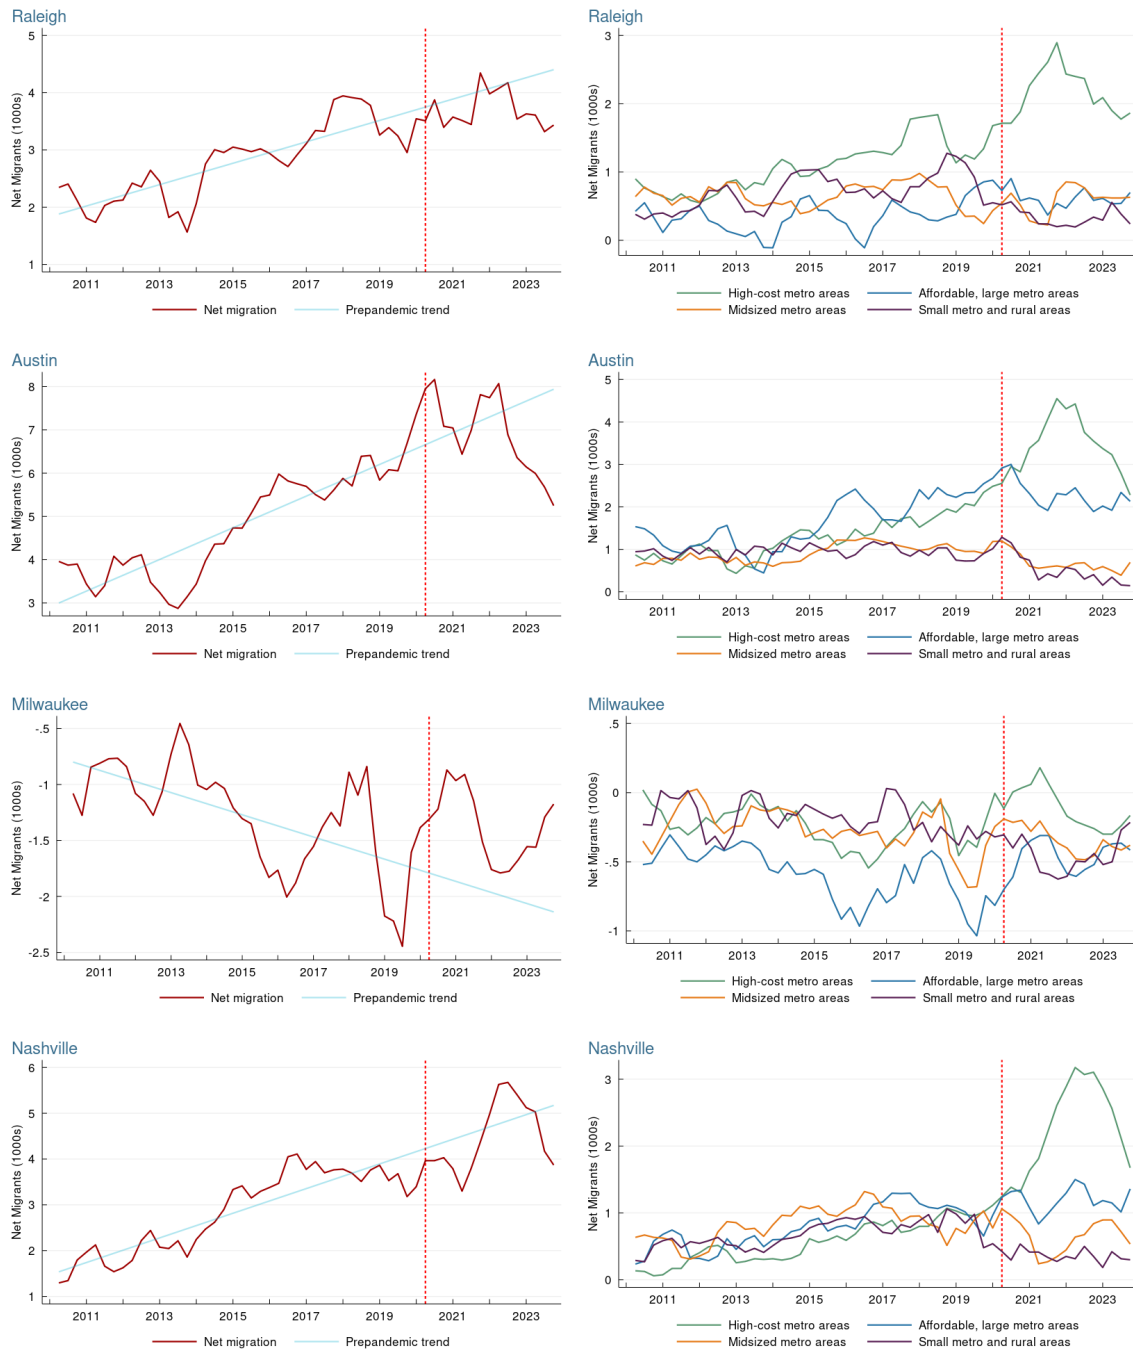 Raleigh
Net Migrants (1000s)
5
4
3
2
1
2011 2013 2015 2017 2019 2021 2023
Net migration Prepandemic trend
Raleigh
Net Migrants (1000s)
3
2
1
0
2011 2013 2015 2017 2019 2021 2023
High-cost metro areas Affordable, large metro areas
Midsized metro areas Small metro and rural areas
Austin
Net Migrants (1000s)
8
7
6
5
4
3
2011 2013 2015 2017 2019 2021 2023
Net migration Prepandemic trend
Austin
Net Migrants (1000s)
5
4
3
2
1
0
2011 2013 2015 2017 2019 2021 2023
High-cost metro areas Affordable, large metro areas
Midsized metro areas Small metro and rural areas
Milwaukee
Net Migrants (1000s)
-.5
-1
-1.5
-2
-2.5
2011 2013 2015 2017 2019 2021 2023
Net migration Prepandemic trend
Milwaukee
Net Migrants (1000s)
.5
0
-.5
-1
2011 2013 2015 2017 2019 2021 2023
High-cost metro areas Affordable, large metro areas
Midsized metro areas Small metro and rural areas
Nashville
Net Migrants (1000s)
6
5
4
3
2
1
2011 2013 2015 2017 2019 2021 2023
Net migration Prepandemic trend
Nashville
Net Migrants (1000s)
3
2
1
0
2011 2013 2015 2017 2019 2021 2023
High-cost metro areas Affordable, large metro areas
Midsized metro areas Small metro and rural areas